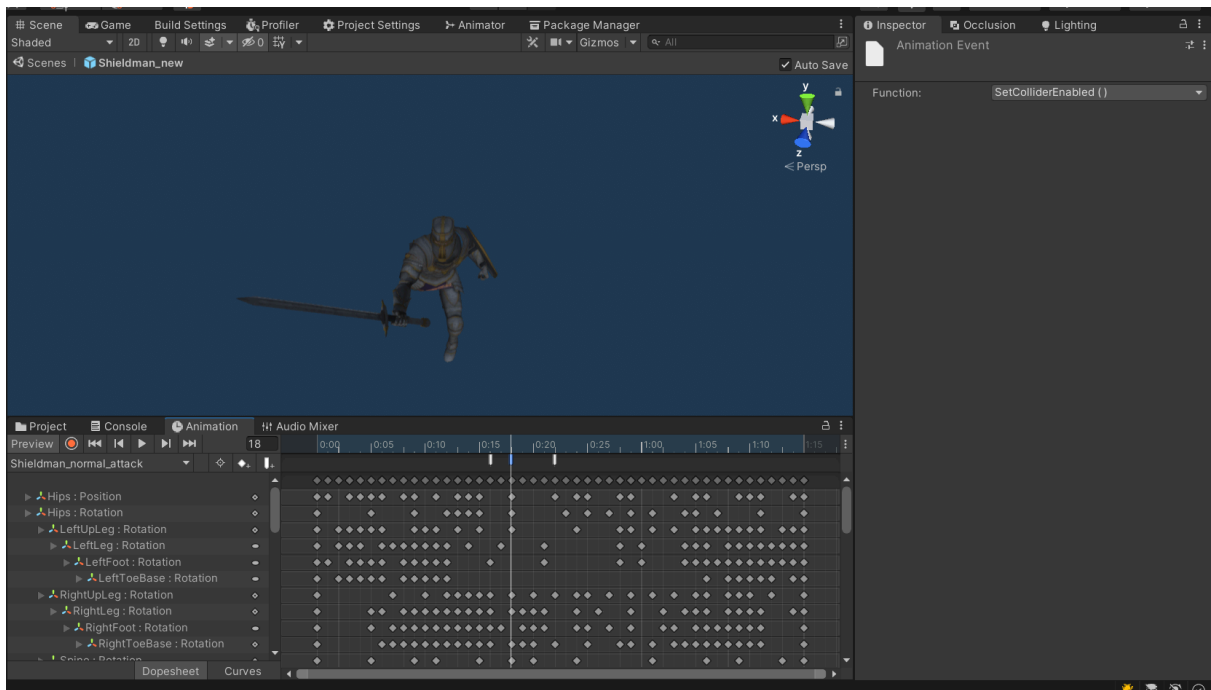 Scene Game Build Settings Profiler Project Settings Animator Package Manager
Inspector Occlusion Lighting
Shaded 2D 0 Gizmos All
Animation Event
Scenes Shieldman_new Auto Save
Function: SetColliderEnabled ( )
y
x
z
Persp
Project Console Animation Audio Mixer
Preview 18 0:00 0:05 0:10 0:15 0:20 0:25 1:00 1:05 1:10 1:15
Shieldman_normal_attack
Hips : Position
Hips : Rotation
LeftUpLeg : Rotation
LeftLeg : Rotation
LeftFoot : Rotation
LeftToeBase : Rotation
RightUpLeg : Rotation
RightLeg : Rotation
RightFoot : Rotation
RightToeBase : Rotation
Spine : Rotation
Dopesheet Curves